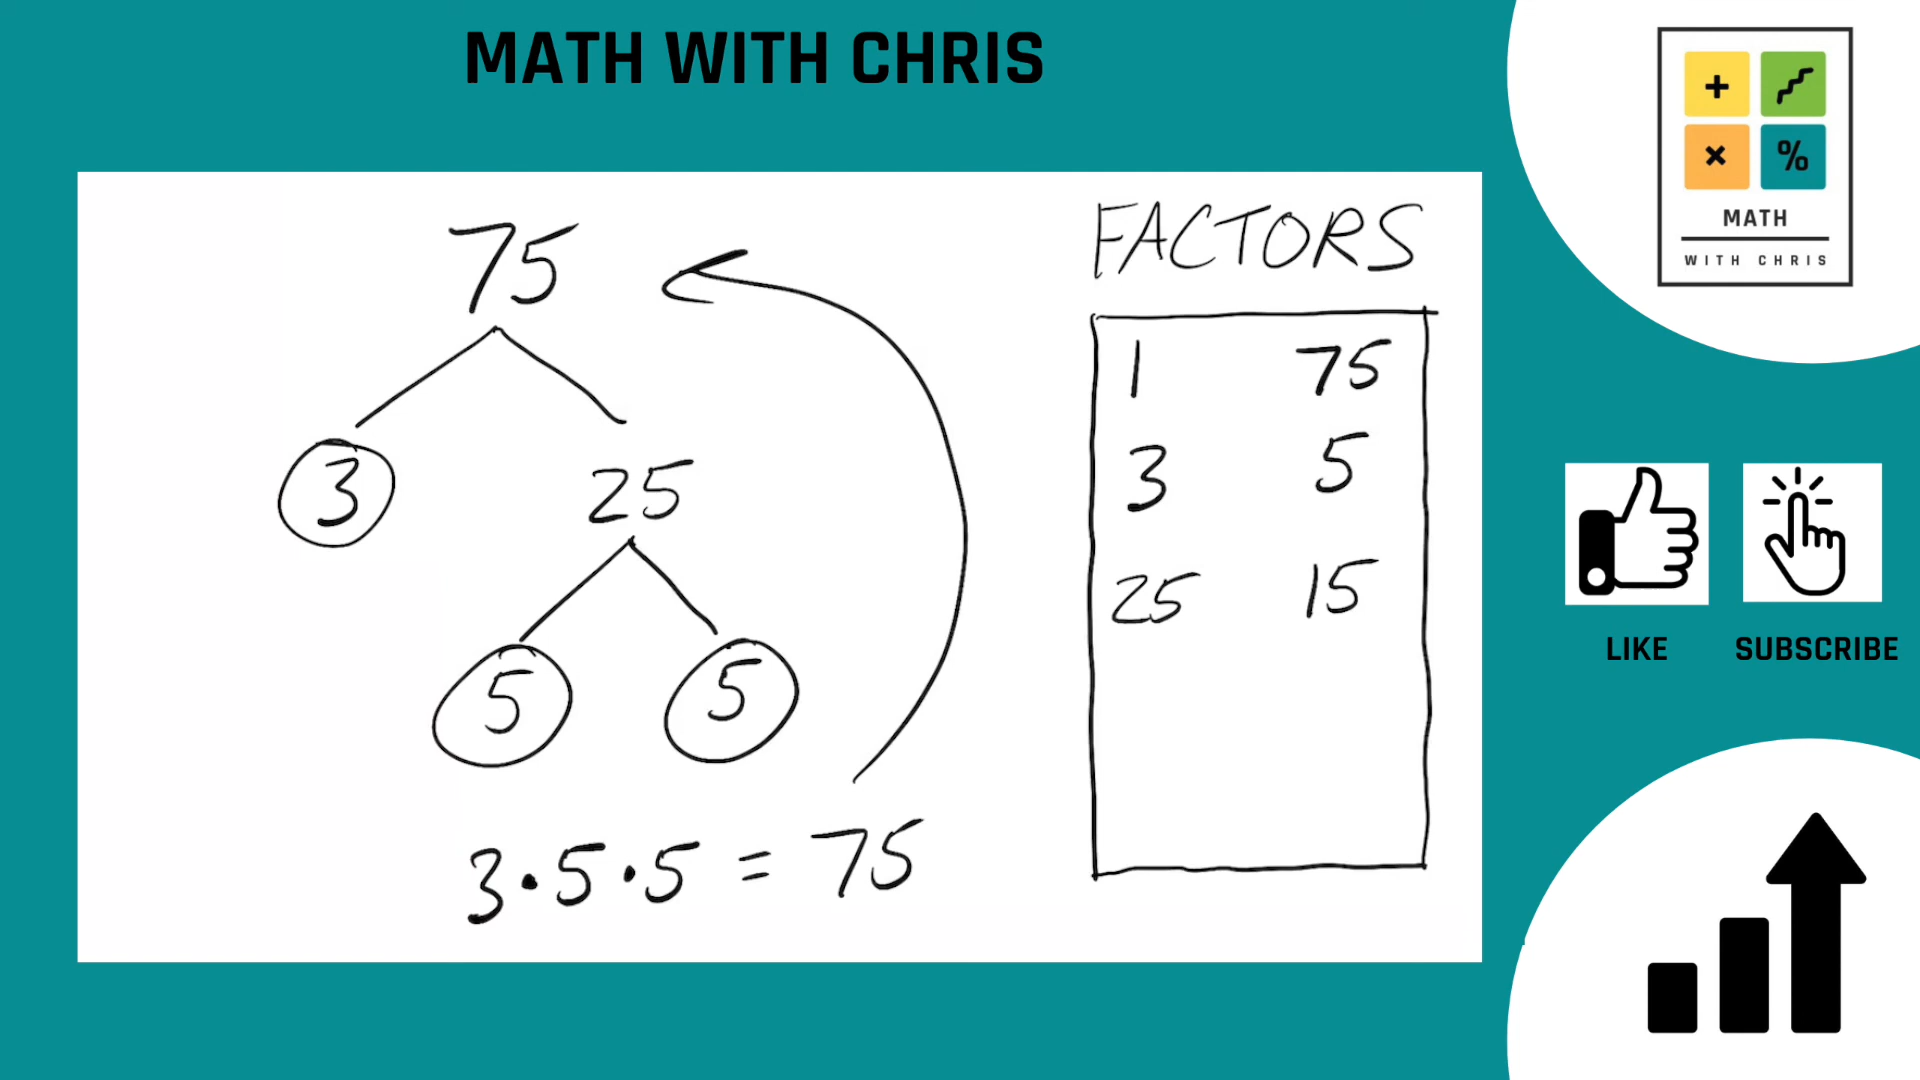 MATH WITH CHRIS
+
×
%
MATH
WITH CHRIS
75
3
25
5
5
3·5·5 = 75
FACTORS
1 75
3 5
25 15
LIKE
SUBSCRIBE